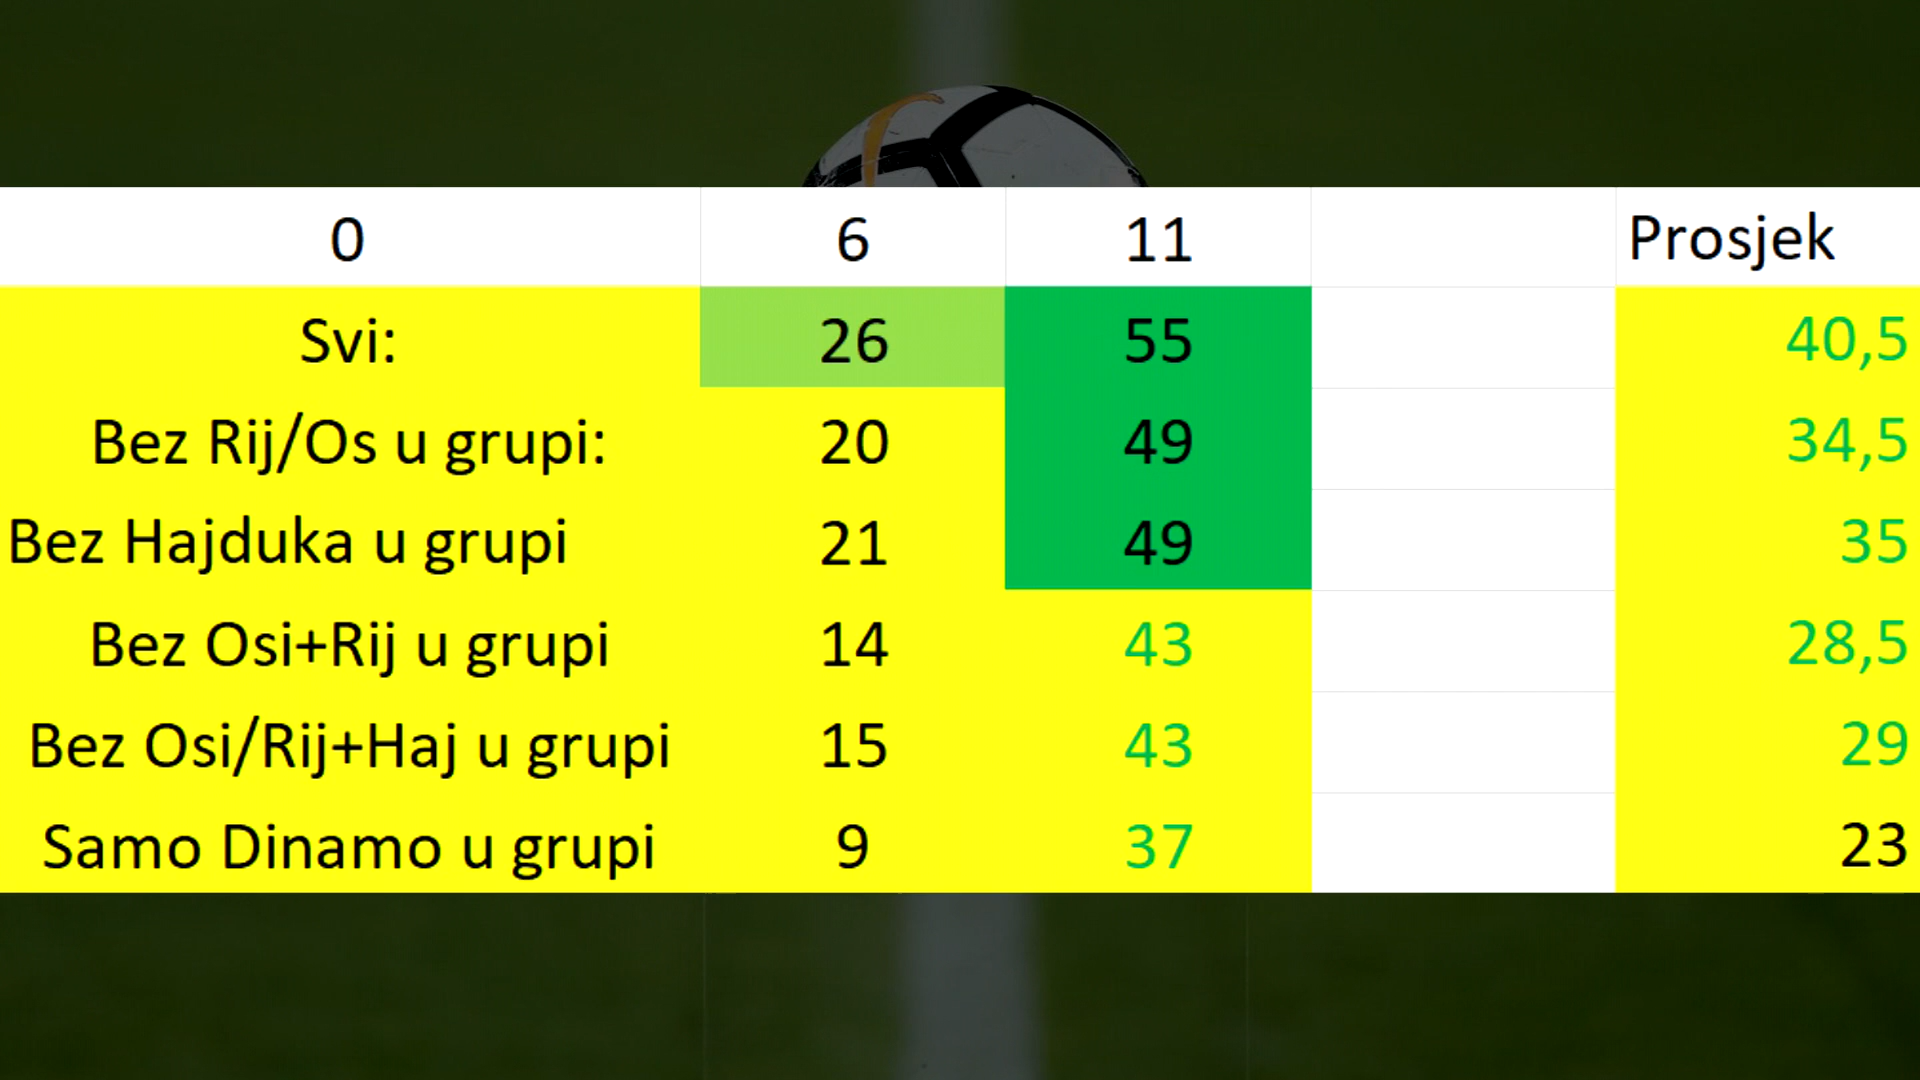 0 6 11 Prosjek
Svi: 26 55 40,5
Bez Rij/Os u grupi: 20 49 34,5
Bez Hajduka u grupi 21 49 35
Bez Osi+Rij u grupi 14 43 28,5
Bez Osi/Rij+Haj u grupi 15 43 29
Samo Dinamo u grupi 9 37 23